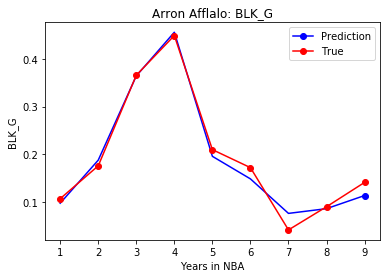 Arron Afflalo: BLK_G
Prediction
True
BLK_G
0.4
0.3
0.2
0.1
1 2 3 4 5 6 7 8 9
Years in NBA